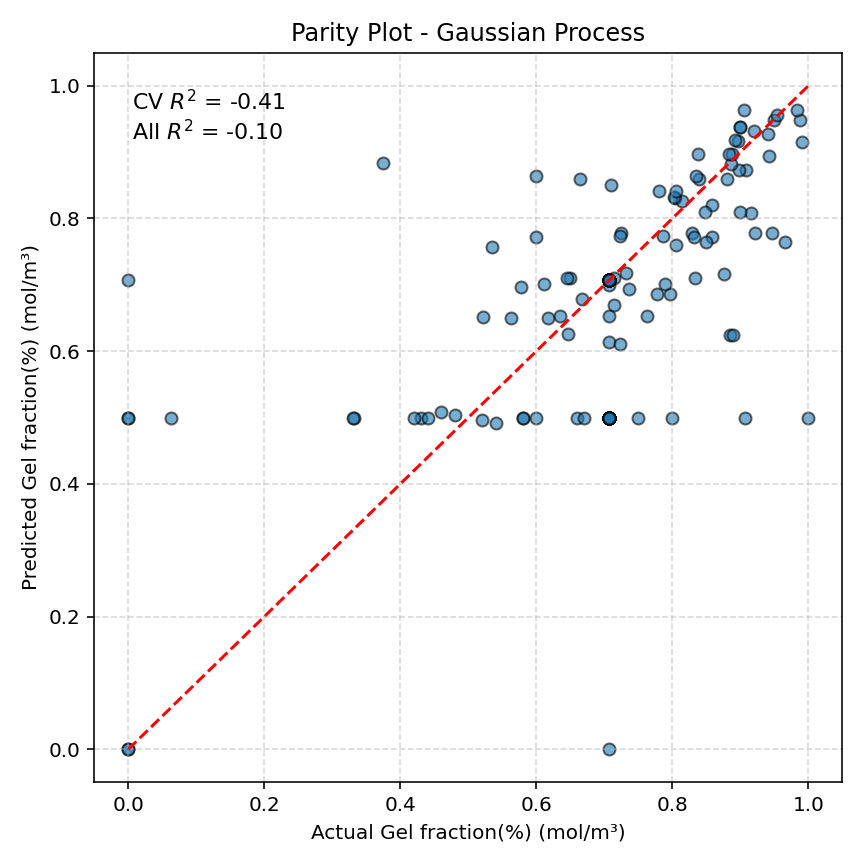 Parity Plot - Gaussian Process
CV R² = -0.41
All R² = -0.10
Predicted Gel fraction(%) (mol/m³)
1.0
0.8
0.6
0.4
0.2
0.0
0.0 0.2 0.4 0.6 0.8 1.0
Actual Gel fraction(%) (mol/m³)